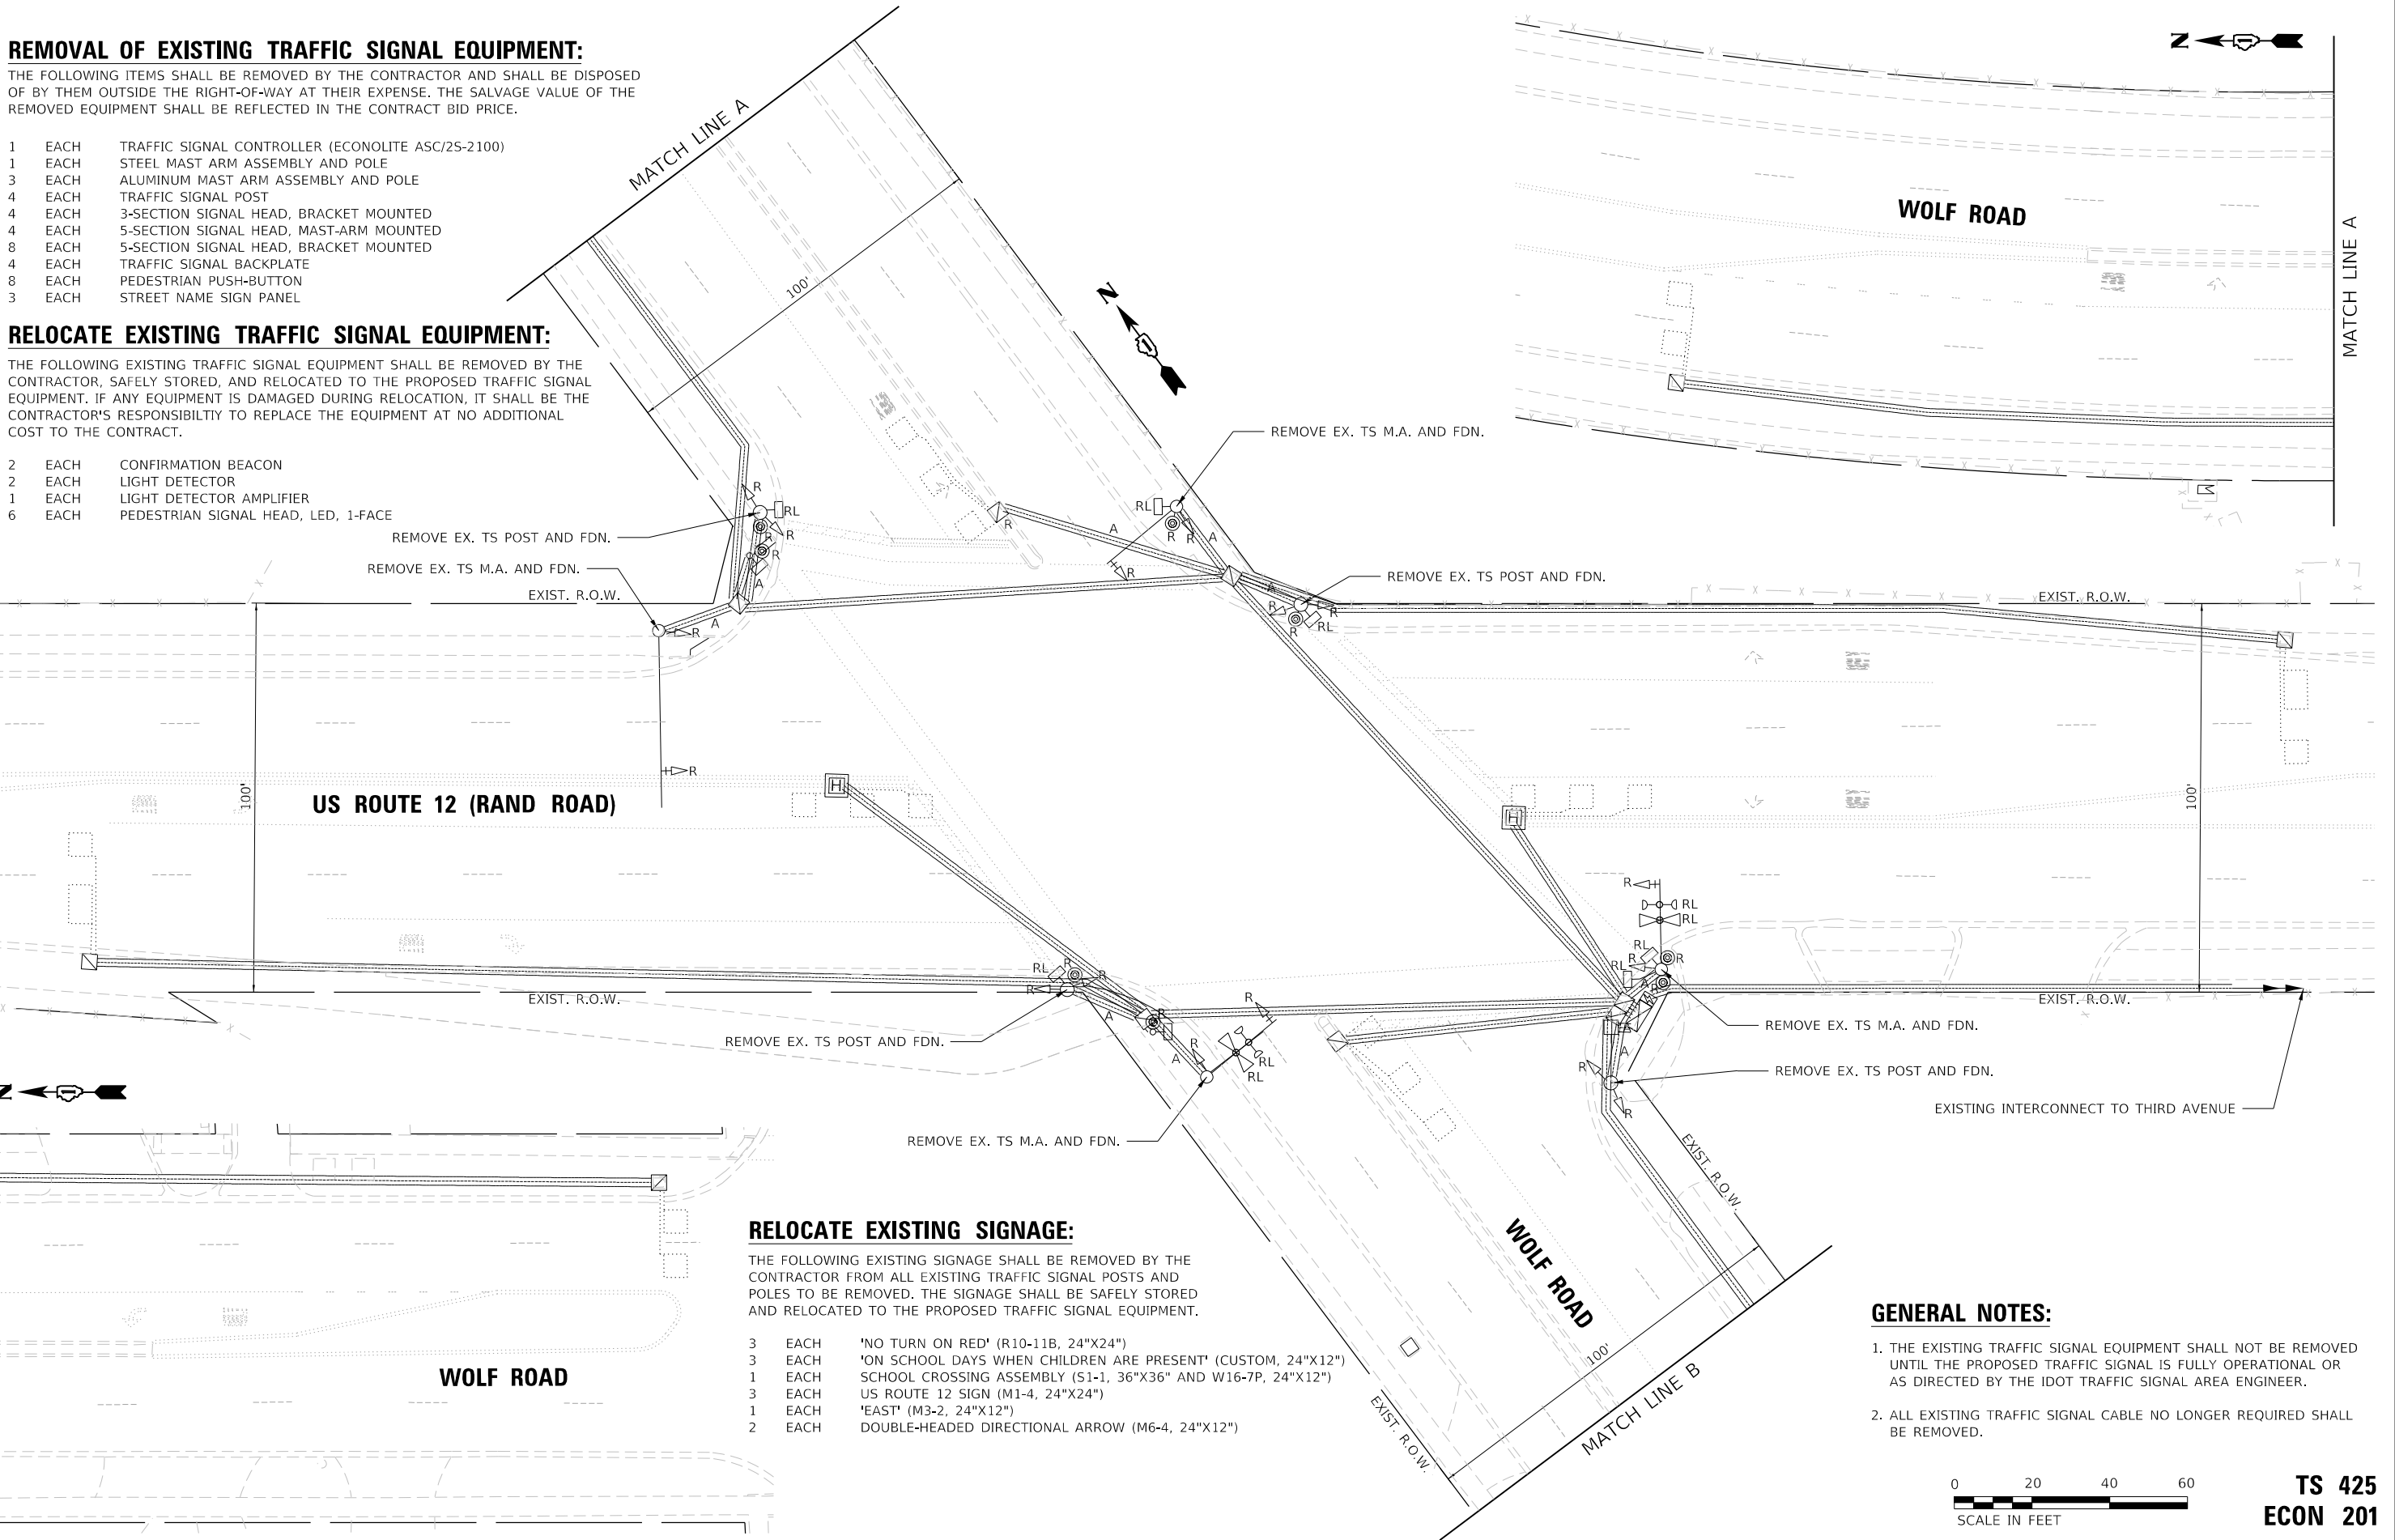 REMOVAL OF EXISTING TRAFFIC SIGNAL EQUIPMENT:
THE FOLLOWING ITEMS SHALL BE REMOVED BY THE CONTRACTOR AND SHALL BE DISPOSED
OF BY THEM OUTSIDE THE RIGHT-OF-WAY AT THEIR EXPENSE. THE SALVAGE VALUE OF THE
REMOVED EQUIPMENT SHALL BE REFLECTED IN THE CONTRACT BID PRICE.
1 EACH TRAFFIC SIGNAL CONTROLLER (ECONOLITE ASC/2S-2100)
1 EACH STEEL MAST ARM ASSEMBLY AND POLE
3 EACH ALUMINUM MAST ARM ASSEMBLY AND POLE
4 EACH TRAFFIC SIGNAL POST
4 EACH 3-SECTION SIGNAL HEAD, BRACKET MOUNTED
4 EACH 5-SECTION SIGNAL HEAD, MAST-ARM MOUNTED
8 EACH 5-SECTION SIGNAL HEAD, BRACKET MOUNTED
4 EACH TRAFFIC SIGNAL BACKPLATE
8 EACH PEDESTRIAN PUSH-BUTTON
3 EACH STREET NAME SIGN PANEL
RELOCATE EXISTING TRAFFIC SIGNAL EQUIPMENT:
THE FOLLOWING EXISTING TRAFFIC SIGNAL EQUIPMENT SHALL BE REMOVED BY THE
CONTRACTOR, SAFELY STORED, AND RELOCATED TO THE PROPOSED TRAFFIC SIGNAL
EQUIPMENT. IF ANY EQUIPMENT IS DAMAGED DURING RELOCATION, IT SHALL BE THE
CONTRACTOR'S RESPONSIBILTIY TO REPLACE THE EQUIPMENT AT NO ADDITIONAL
COST TO THE CONTRACT.
2 EACH CONFIRMATION BEACON
2 EACH LIGHT DETECTOR
1 EACH LIGHT DETECTOR AMPLIFIER
6 EACH PEDESTRIAN SIGNAL HEAD, LED, 1-FACE
MATCH LINE A
100'
N
N
WOLF ROAD
MATCH LINE A
REMOVE EX. TS M.A. AND FDN.
REMOVE EX. TS POST AND FDN.
REMOVE EX. TS POST AND FDN.
REMOVE EX. TS M.A. AND FDN.
EXIST. R.O.W.
EXIST. R.O.W.
R
RL
R
R
R
A
A
R
R
RL
R
R
A
A
R
A
R
R
R
RL
100'
R
US ROUTE 12 (RAND ROAD)
H
H
100'
R
RL
RL
RL
R
R
RL
A
R
A
R
R
RL
R
R
R
A
R
A
R
R
RL
RL
EXIST. R.O.W.
EXIST. R.O.W.
REMOVE EX. TS POST AND FDN.
REMOVE EX. TS M.A. AND FDN.
REMOVE EX. TS M.A. AND FDN.
REMOVE EX. TS POST AND FDN.
EXISTING INTERCONNECT TO THIRD AVENUE
N
WOLF ROAD
EXIST. R.O.W.
WOLF ROAD
100'
MATCH LINE B
EXIST. R.O.W.
RELOCATE EXISTING SIGNAGE:
THE FOLLOWING EXISTING SIGNAGE SHALL BE REMOVED BY THE
CONTRACTOR FROM ALL EXISTING TRAFFIC SIGNAL POSTS AND
POLES TO BE REMOVED. THE SIGNAGE SHALL BE SAFELY STORED
AND RELOCATED TO THE PROPOSED TRAFFIC SIGNAL EQUIPMENT.
3 EACH 'NO TURN ON RED' (R10-11B, 24"X24")
3 EACH 'ON SCHOOL DAYS WHEN CHILDREN ARE PRESENT' (CUSTOM, 24"X12")
1 EACH SCHOOL CROSSING ASSEMBLY (S1-1, 36"X36" AND W16-7P, 24"X12")
3 EACH US ROUTE 12 SIGN (M1-4, 24"X24")
1 EACH 'EAST' (M3-2, 24"X12")
2 EACH DOUBLE-HEADED DIRECTIONAL ARROW (M6-4, 24"X12")
GENERAL NOTES:
1. THE EXISTING TRAFFIC SIGNAL EQUIPMENT SHALL NOT BE REMOVED
UNTIL THE PROPOSED TRAFFIC SIGNAL IS FULLY OPERATIONAL OR
AS DIRECTED BY THE IDOT TRAFFIC SIGNAL AREA ENGINEER.
2. ALL EXISTING TRAFFIC SIGNAL CABLE NO LONGER REQUIRED SHALL
BE REMOVED.
0 20 40 60
SCALE IN FEET
TS 425
ECON 201